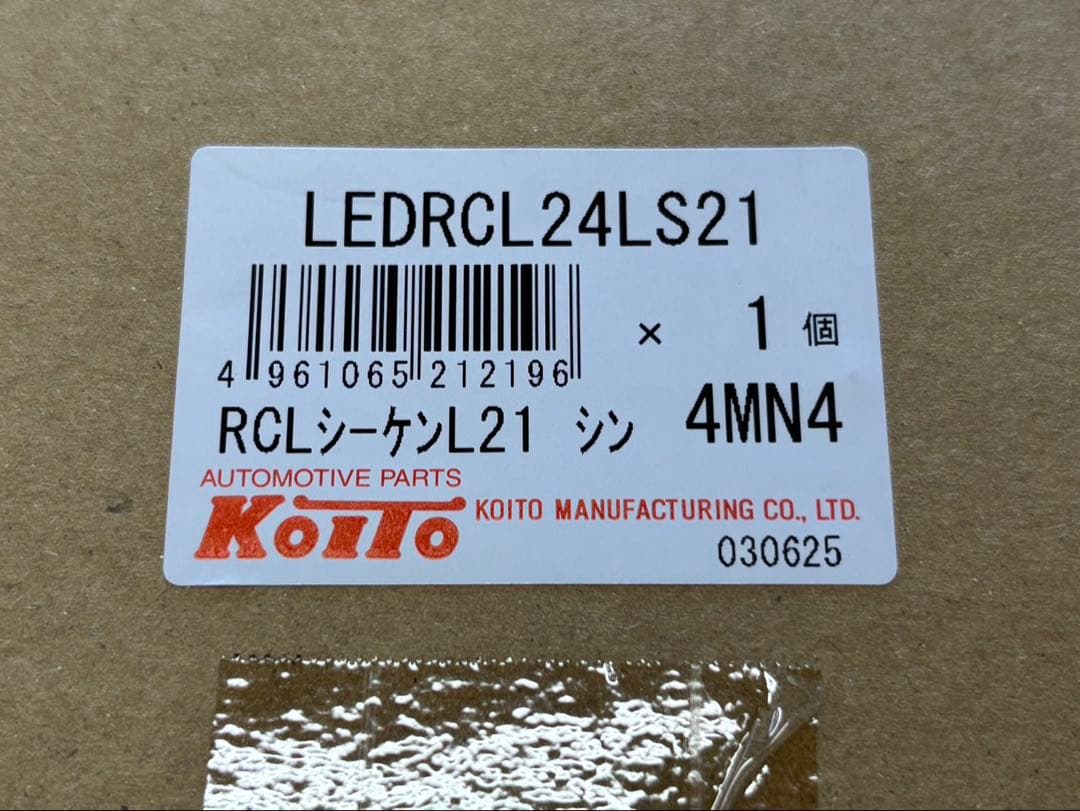 LEDRCL24LS21
× 1 個
4 961065 212196
RCLシーケンL21 シン 4MN4
AUTOMOTIVE PARTS
KOITO KOITO MANUFACTURING CO., LTD.
030625